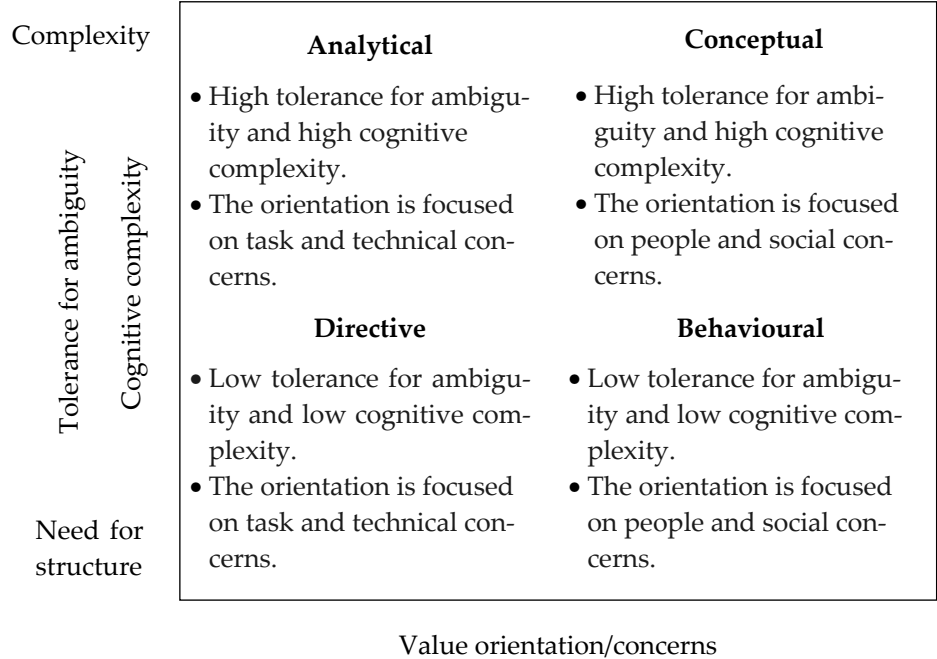 Complexity
Tolerance for ambiguity
Cognitive complexity
Need for
structure
Analytical
• High tolerance for ambigu-
ity and high cognitive
complexity.
• The orientation is focused
on task and technical con-
cerns.
Conceptual
• High tolerance for ambi-
guity and high cognitive
complexity.
• The orientation is focused
on people and social con-
cerns.
Directive
• Low tolerance for ambigu-
ity and low cognitive com-
plexity.
• The orientation is focused
on task and technical con-
cerns.
Behavioural
• Low tolerance for ambigu-
ity and low cognitive com-
plexity.
• The orientation is focused
on people and social con-
cerns.
Value orientation/concerns